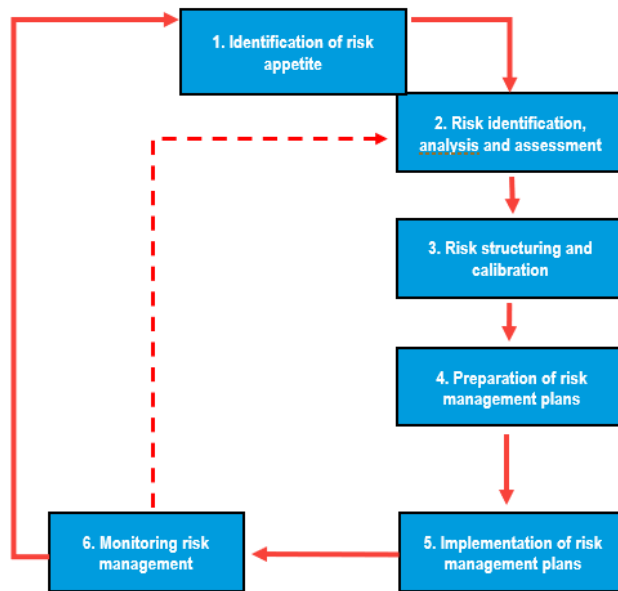 1. Identification of risk
appetite
2. Risk identification,
analysis and assessment
3. Risk structuring and
calibration
4. Preparation of risk
management plans
5. Implementation of risk
management plans
6. Monitoring risk
management